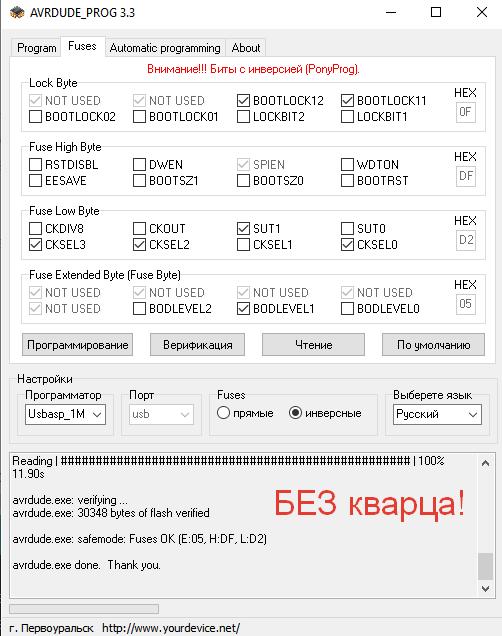 AVRDUDE_PROG 3.3
Program Fuses Automatic programming About
Внимание!!! Биты с инверсией (PonyProg).
Lock Byte
HEX
NOT USED NOT USED BOOTLOCK12 BOOTLOCK11
BOOTLOCK02 BOOTLOCK01 LOCKBIT2 LOCKBIT1 0F
Fuse High Byte
HEX
RSTDISBL DWEN SPIEN WDTON
EESAVE BOOTSZ1 BOOTSZ0 BOOTRST DF
Fuse Low Byte
HEX
CKDIV8 CKOUT SUT1 SUT0
CKSEL3 CKSEL2 CKSEL1 CKSEL0 D2
Fuse Extended Byte (Fuse Byte)
HEX
NOT USED NOT USED NOT USED NOT USED
NOT USED BODLEVEL2 BODLEVEL1 BODLEVEL0 05
Программирование Верификация Чтение По умолчанию
Настройки
Программатор Порт Fuses Выберете язык
Usbasp_1M usb прямые инверсные Русский
Reading | ################################################## | 100%
11.90s
avrdude.exe: verifying ...
avrdude.exe: 30348 bytes of flash verified
БЕЗ кварца!
avrdude.exe: safemode: Fuses OK (E:05, H:DF, L:D2)
avrdude.exe done. Thank you.
г. Первоуральск http://www.yourdevice.net/